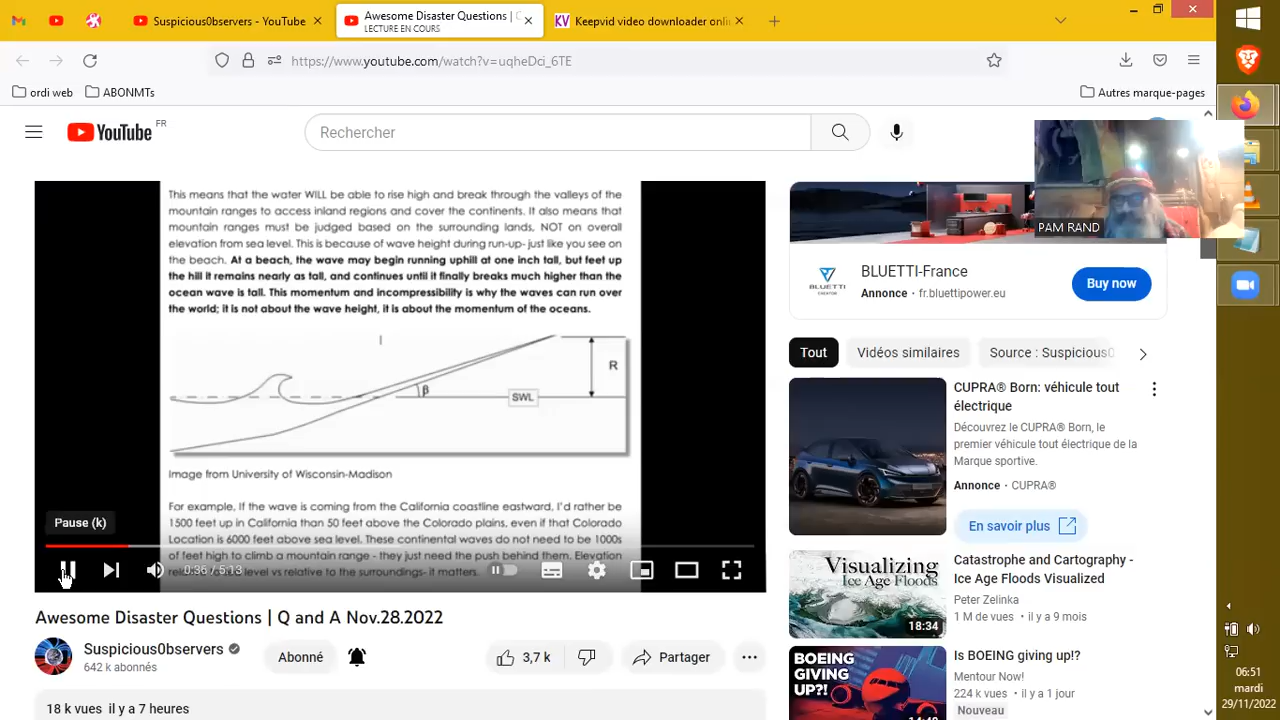 Suspicious0bservers - YouTube
Awesome Disaster Questions | Q
LECTURE EN COURS
Keepvid video downloader onli
https://www.youtube.com/watch?v=uqheDci_6TE
ordi web
ABONMTs
Autres marque-pages
YouTube FR
Rechercher
This means that the water WILL be able to rise high and break through the valleys of the
mountain ranges to access inland regions and cover the continents. It also means that
mountain ranges must be judged based on the surrounding lands, NOT on overall
elevation from sea level. This is because of wave height during run-up- just like you see on
the beach. At a beach, the wave may begin running uphill at one inch tall, but feet up
the hill it remains nearly as tall, and continues until it finally breaks much higher than the
ocean wave is tall. This momentum and incompressibility is why the waves can run over
the world; it is not about the wave height, it is about the momentum of the oceans.
R
β
SWL
Image from University of Wisconsin-Madison
For example, If the wave is coming from the California coastline eastward, I'd rather be
1500 feet up in California than 50 feet above the Colorado plains, even if that Colorado
Location is 6000 feet above sea level. These continental waves do not need to be 1000s
of feet high to climb a mountain range - they just need the push behind them. Elevation
level vs relative to the surroundings- it matters.
Pause (k)
0:36 / 5:13
Awesome Disaster Questions | Q and A Nov.28.2022
Suspicious0bservers
642 k abonnés
Abonné
3,7 k
Partager
18 k vues il y a 7 heures
PAM RAND
BLUETTI
BLUETTI-France
Annonce • fr.bluettipower.eu
Buy now
Tout
Vidéos similaires
Source : Suspicious0
CUPRA® Born: véhicule tout
électrique
Découvrez le CUPRA® Born, le
premier véhicule tout électrique de la
Marque sportive.
Annonce • CUPRA®
En savoir plus
Visualizing
Ice Age Floods
18:34
Catastrophe and Cartography -
Ice Age Floods Visualized
Peter Zelinka
1 M de vues • il y a 9 mois
BOEING
GIVING
UP?!
Is BOEING giving up!?
Mentour Now!
224 k vues • il y a 1 jour
Nouveau
06:51
mardi
29/11/2022